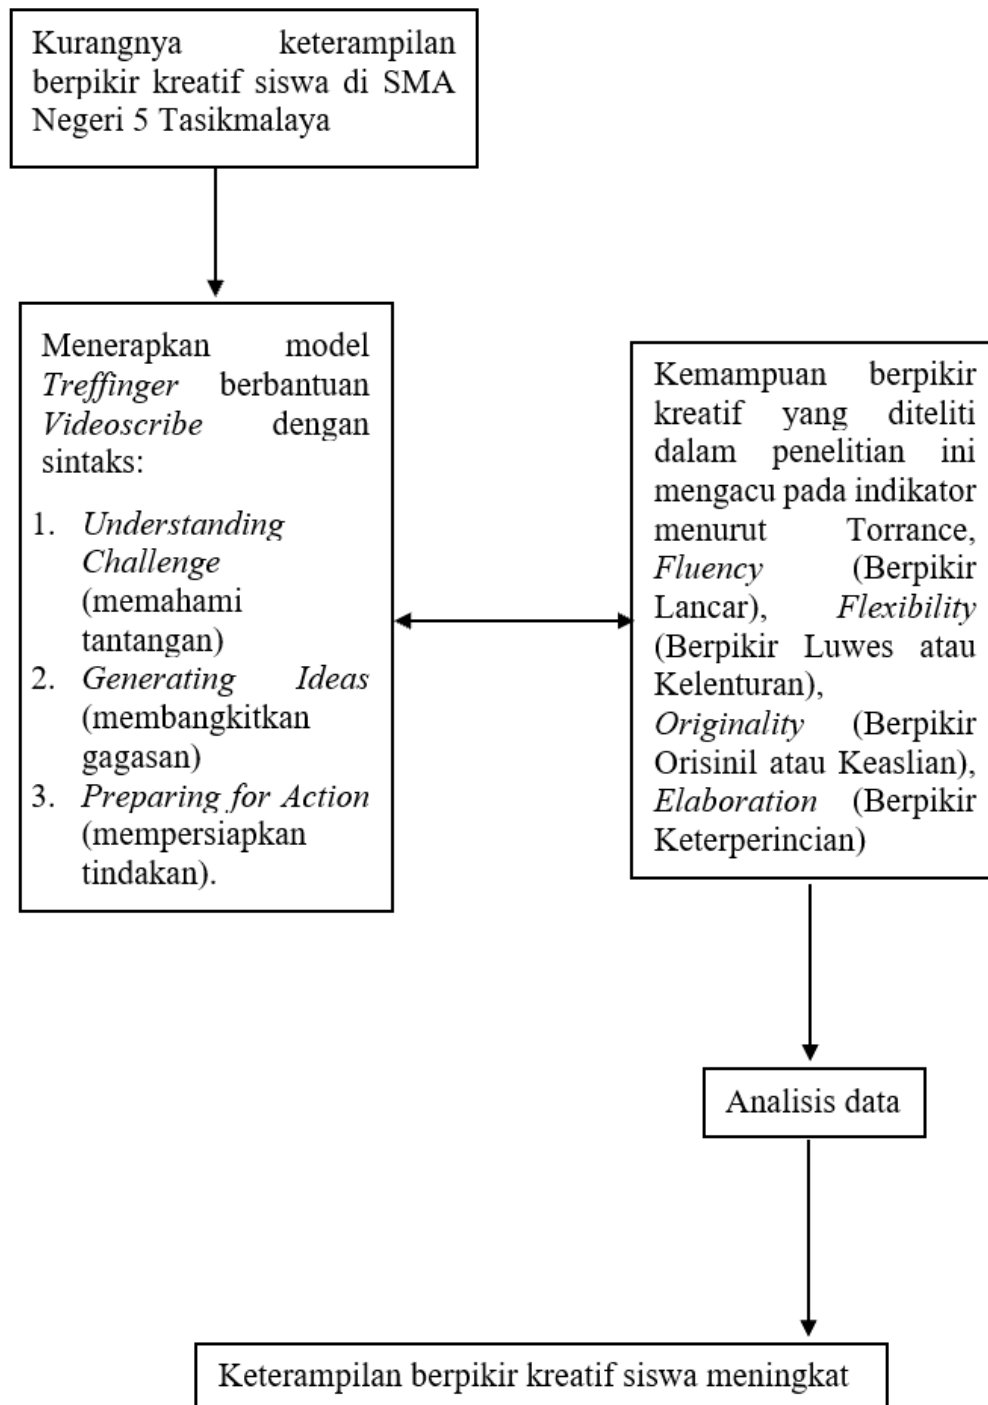 Kurangnya keterampilan
berpikir kreatif siswa di SMA
Negeri 5 Tasikmalaya
Menerapkan model
Treffinger berbantuan
Videoscribe dengan
sintaks:
1. Understanding
Challenge
(memahami
tantangan)
2. Generating Ideas
(membangkitkan
gagasan)
3. Preparing for Action
(mempersiapkan
tindakan).
Kemampuan berpikir
kreatif yang diteliti
dalam penelitian ini
mengacu pada indikator
menurut Torrance,
Fluency (Berpikir
Lancar), Flexibility
(Berpikir Luwes atau
Kelenturan),
Originality (Berpikir
Orisinil atau Keaslian),
Elaboration (Berpikir
Keterperincian)
Analisis data
Keterampilan berpikir kreatif siswa meningkat